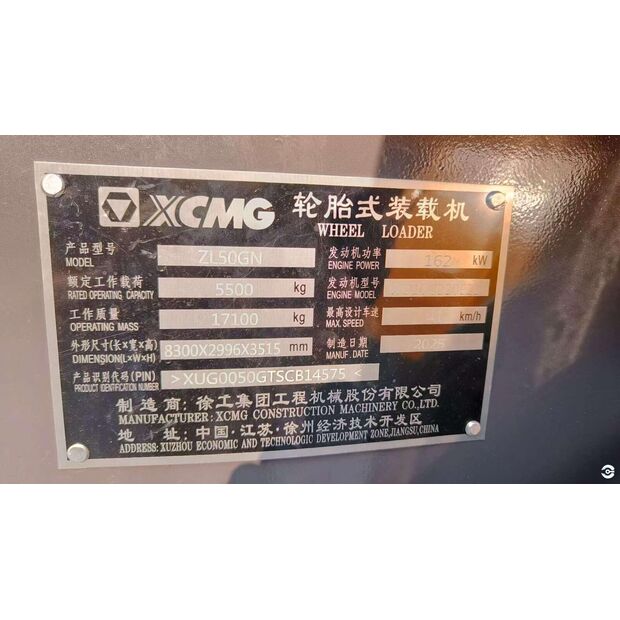 XCMG 轮胎式装载机
WHEEL LOADER
产品型号
MODEL
ZL50GN
发动机功率
ENGINE POWER
162 kW
额定工作载荷
RATED OPERATING CAPACITY
5500 kg
发动机型号
ENGINE MODEL
工作质量
OPERATING MASS
17100 kg
最高设计车速
MAX. SPEED
km/h
外形尺寸(长×宽×高)
DIMENSION(L×W×H)
8300X2996X3515 mm
制造日期
MANUF. DATE
产品识别代码(PIN)
PRODUCT IDENTIFICATION NUMBER
>XUG0050GTSCB14575<
制造商:徐工集团工程机械股份有限公司
MANUFACTURER: XCMG CONSTRUCTION MACHINERY CO.,LTD.
地 址:中国·江苏·徐州经济技术开发区
ADDRESS: XUZHOU ECONOMIC AND TECHNOLOGIC DEVELOPMENT ZONE,JIANGSU,CHINA